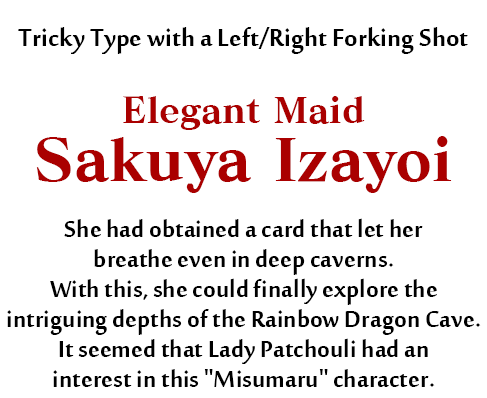 Tricky Type with a Left/Right Forking Shot
Elegant Maid
Sakuya Izayoi
She had obtained a card that let her
breathe even in deep caverns.
With this, she could finally explore the
intriguing depths of the Rainbow Dragon Cave.
It seemed that Lady Patchouli had an
interest in this "Misumaru" character.